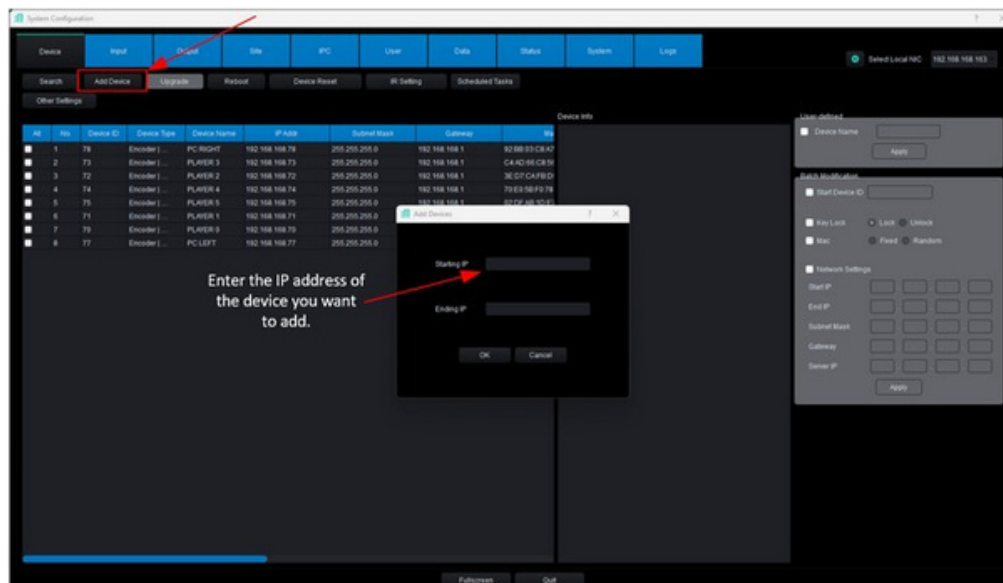 System Configuration
Device Input Output Site IPC User Data Status System Logs
Select Local NIC 192.168.168.163
Search Add Device Upgrade Reboot Device Reset IR Setting Scheduled Tasks
Other Settings
Device Info
User-defined
Device Name
Apply
All No. Device ID Device Type Device Name IP Addr Subnet Mask Gateway Ma
1 78 Encoder | ... PC RIGHT 192.168.168.78 255.255.255.0 192.168.168.1
2 73 Encoder | ... PLAYER 3 192.168.168.73 255.255.255.0 192.168.168.1
3 72 Encoder | ... PLAYER 2 192.168.168.72 255.255.255.0 192.168.168.1
4 74 Encoder | ... PLAYER 4 192.168.168.74 255.255.255.0 192.168.168.1
5 75 Encoder | ... PLAYER 5 192.168.168.75 255.255.255.0
6 71 Encoder | ... PLAYER 1 192.168.168.71 255.255.255.0
7 79 Encoder | ... 255.255.255.0
8 77 Encoder | ... PC LEFT 192.168.168.77 255.255.255.0
Batch Modification
Start Device ID
Key Lock Lock Unlock
Mac Fixed Random
Network Settings
Start IP
End IP
Subnet Mask
Gateway
Server IP
Apply
Add Devices
Starting IP
Ending IP
OK Cancel
Enter the IP address of
the device you want
to add.
Fullscreen Quit